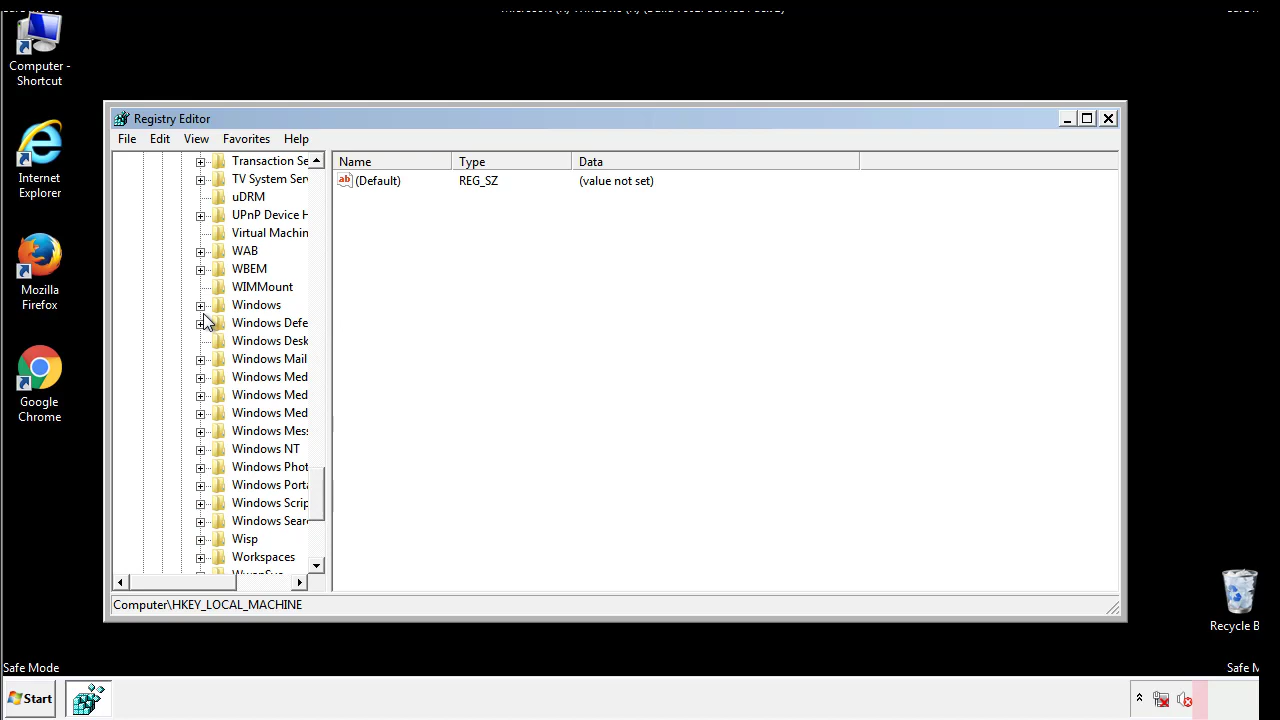 Computer -
Shortcut
Internet
Explorer
Mozilla
Firefox
Google
Chrome
Registry Editor
File Edit View Favorites Help
Transaction Se
TV System Serv
uDRM
UPnP Device H
Virtual Machin
WAB
WBEM
WIMMount
Windows
Windows Defe
Windows Desk
Windows Mail
Windows Med
Windows Med
Windows Med
Windows Mess
Windows NT
Windows Phot
Windows Porta
Windows Scrip
Windows Sear
Wisp
Workspaces
Name Type Data
ab (Default) REG_SZ (value not set)
Computer\HKEY_LOCAL_MACHINE
Recycle B
Safe Mode
Safe M
Start